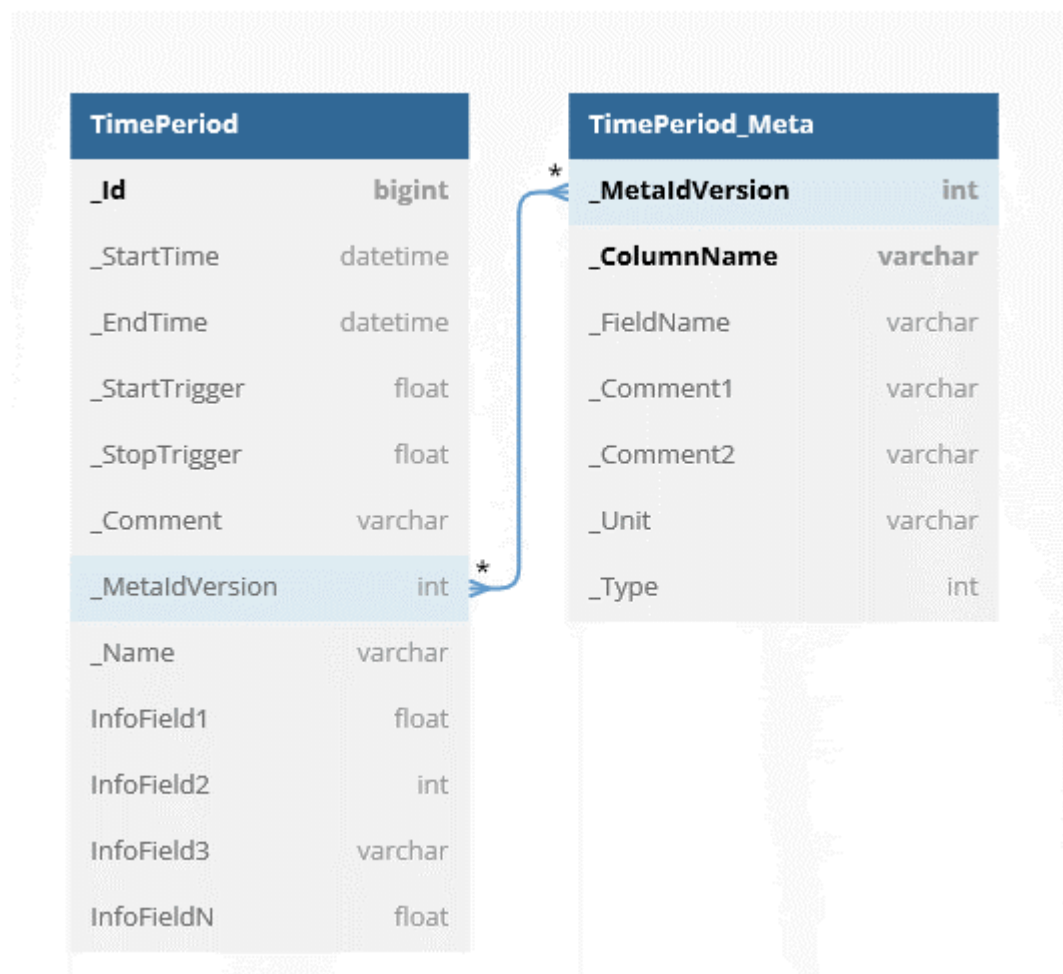 TimePeriod
_Id bigint
_StartTime datetime
_EndTime datetime
_StartTrigger float
_StopTrigger float
_Comment varchar
_MetaIdVersion int
_Name varchar
InfoField1 float
InfoField2 int
InfoField3 varchar
InfoFieldN float
*
*
TimePeriod_Meta
_MetaIdVersion int
_ColumnName varchar
_FieldName varchar
_Comment1 varchar
_Comment2 varchar
_Unit varchar
_Type int